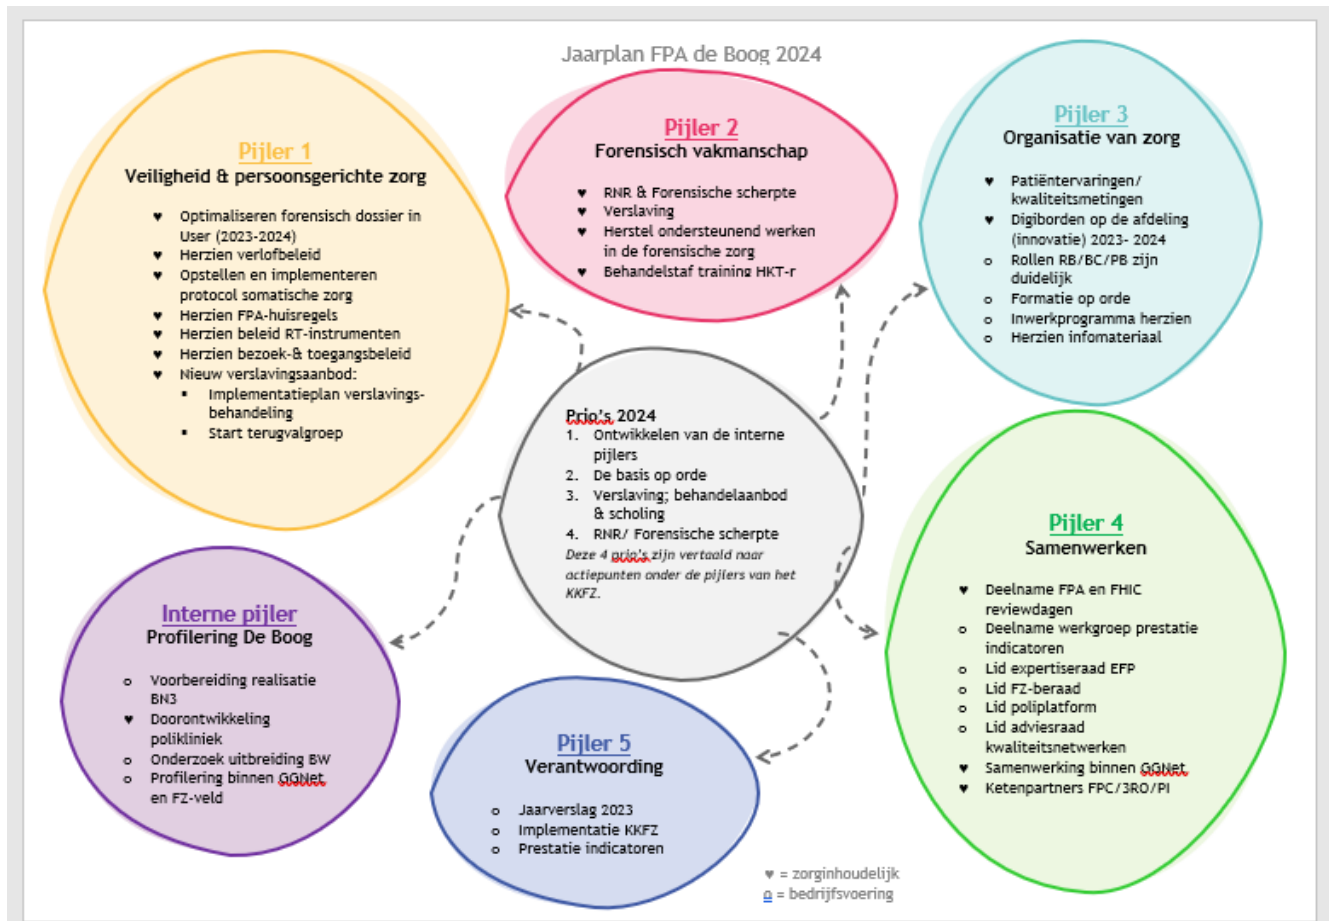 Jaarplan FPA de Boog 2024
Pijler 1
Veiligheid & persoonsgerichte zorg
♥ Optimaliseren forensisch dossier in
User (2023-2024)
♥ Herzien verlofbeleid
♥ Opstellen en implementeren
protocol somatische zorg
♥ Herzien FPA-huisregels
♥ Herzien beleid RT-instrumenten
♥ Herzien bezoek-& toegangsbeleid
♥ Nieuw verslavingsaanbod:
▪ Implementatieplan verslavings-
behandeling
▪ Start terugvalgroep
Pijler 2
Forensisch vakmanschap
♥ RNR & Forensische scherpte
♥ Verslaving
♥ Herstel ondersteunend werken
in de forensische zorg
♥ Behandelstaf training HKT-r
Pijler 3
Organisatie van zorg
♥ Patiëntervaringen/
kwaliteitsmetingen
♥ Digiborden op de afdeling
(innovatie) 2023- 2024
o Rollen RB/BC/PB zijn
duidelijk
o Formatie op orde
o Inwerkprogramma herzien
o Herzien infomateriaal
Prio's 2024
1. Ontwikkelen van de interne
pijlers
2. De basis op orde
3. Verslaving; behandelaanbod
& scholing
4. RNR/ Forensische scherpte
Deze 4 prio's zijn vertaald naar
actiepunten onder de pijlers van het
KKFZ.
Pijler 4
Samenwerken
♥ Deelname FPA en FHIC
reviewdagen
o Deelname werkgroep prestatie
indicatoren
o Lid expertiseraad EFP
o Lid FZ-beraad
o Lid poliplatform
o Lid adviesraad
kwaliteitsnetwerken
♥ Samenwerking binnen GGNet
♥ Ketenpartners FPC/3RO/PI
Interne pijler
Profilering De Boog
o Voorbereiding realisatie
BN3
♥ Doorontwikkeling
polikliniek
o Onderzoek uitbreiding BW
o Profilering binnen GGNet
en FZ-veld
Pijler 5
Verantwoording
o Jaarverslag 2023
o Implementatie KKFZ
o Prestatie indicatoren
♥ = zorginhoudelijk
o = bedrijfsvoering